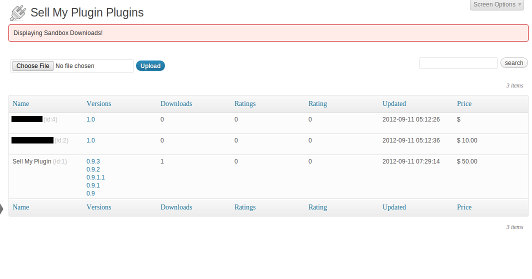 Screen Options
Sell My Plugin Plugins
Displaying Sandbox Downloads!
Choose File No file chosen Upload
search
3 items
Name Versions Downloads Ratings Rating Updated Price
(id:4) 1.0 0 0 0 2012-09-11 05:12:26 $
(id:2) 1.0 0 0 0 2012-09-11 05:12:36 $ 10.00
Sell My Plugin (id:1) 0.9.3 1 0 0 2012-09-11 07:29:14 $ 50.00
0.9.2
0.9.1.1
0.9.1
0.9
Name Versions Downloads Ratings Rating Updated Price
3 items